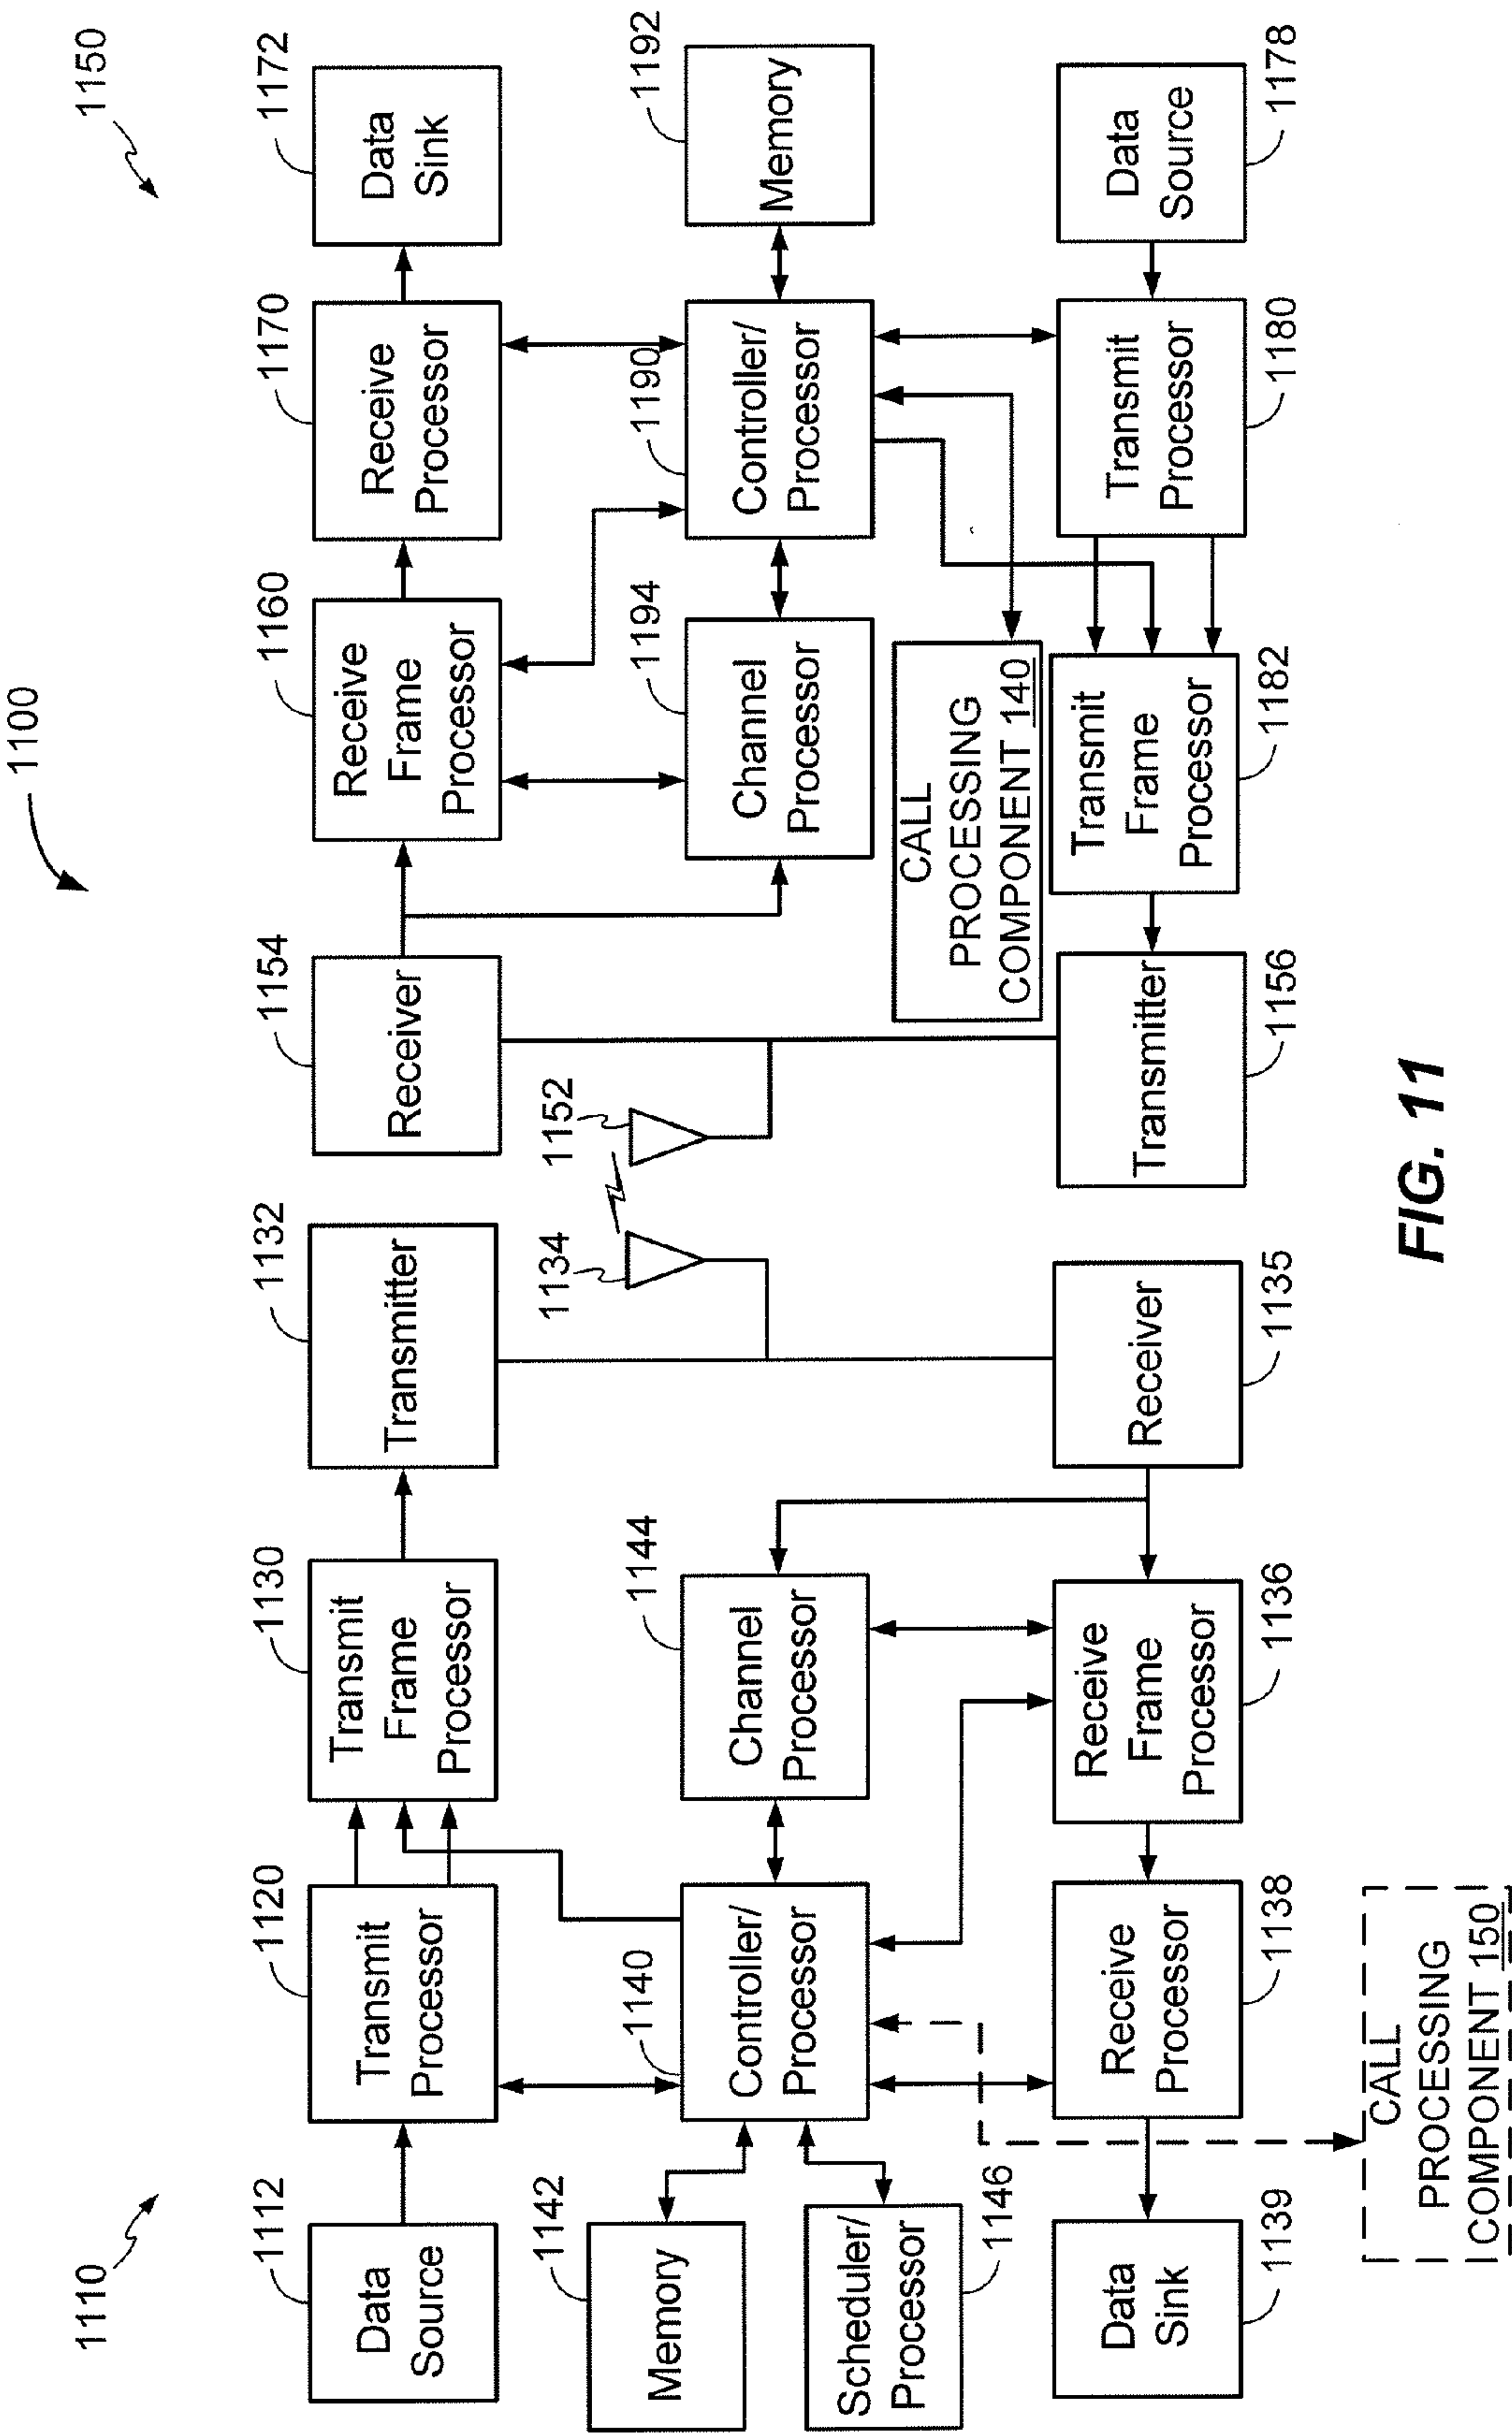 1100
1110
1150
1112
Data
Source
1120
Transmit
Processor
1130
Transmit
Frame
Processor
1132
Transmitter
1154
Receiver
1160
Receive
Frame
Processor
1170
Receive
Processor
1172
Data
Sink
1142
Memory
1140
Controller/
Processor
1144
Channel
Processor
1134
1152
1194
Channel
Processor
1190
Controller/
Processor
1192
Memory
Scheduler/
Processor
1146
CALL
PROCESSING
COMPONENT 140
Data
Sink
1139
Receive
Processor
1138
Receive
Frame
Processor
1136
Receiver
1135
Transmitter
1156
Transmit
Frame
Processor
1182
Transmit
Processor
1180
Data
Source
1178
CALL
PROCESSING
COMPONENT 150
FIG. 11